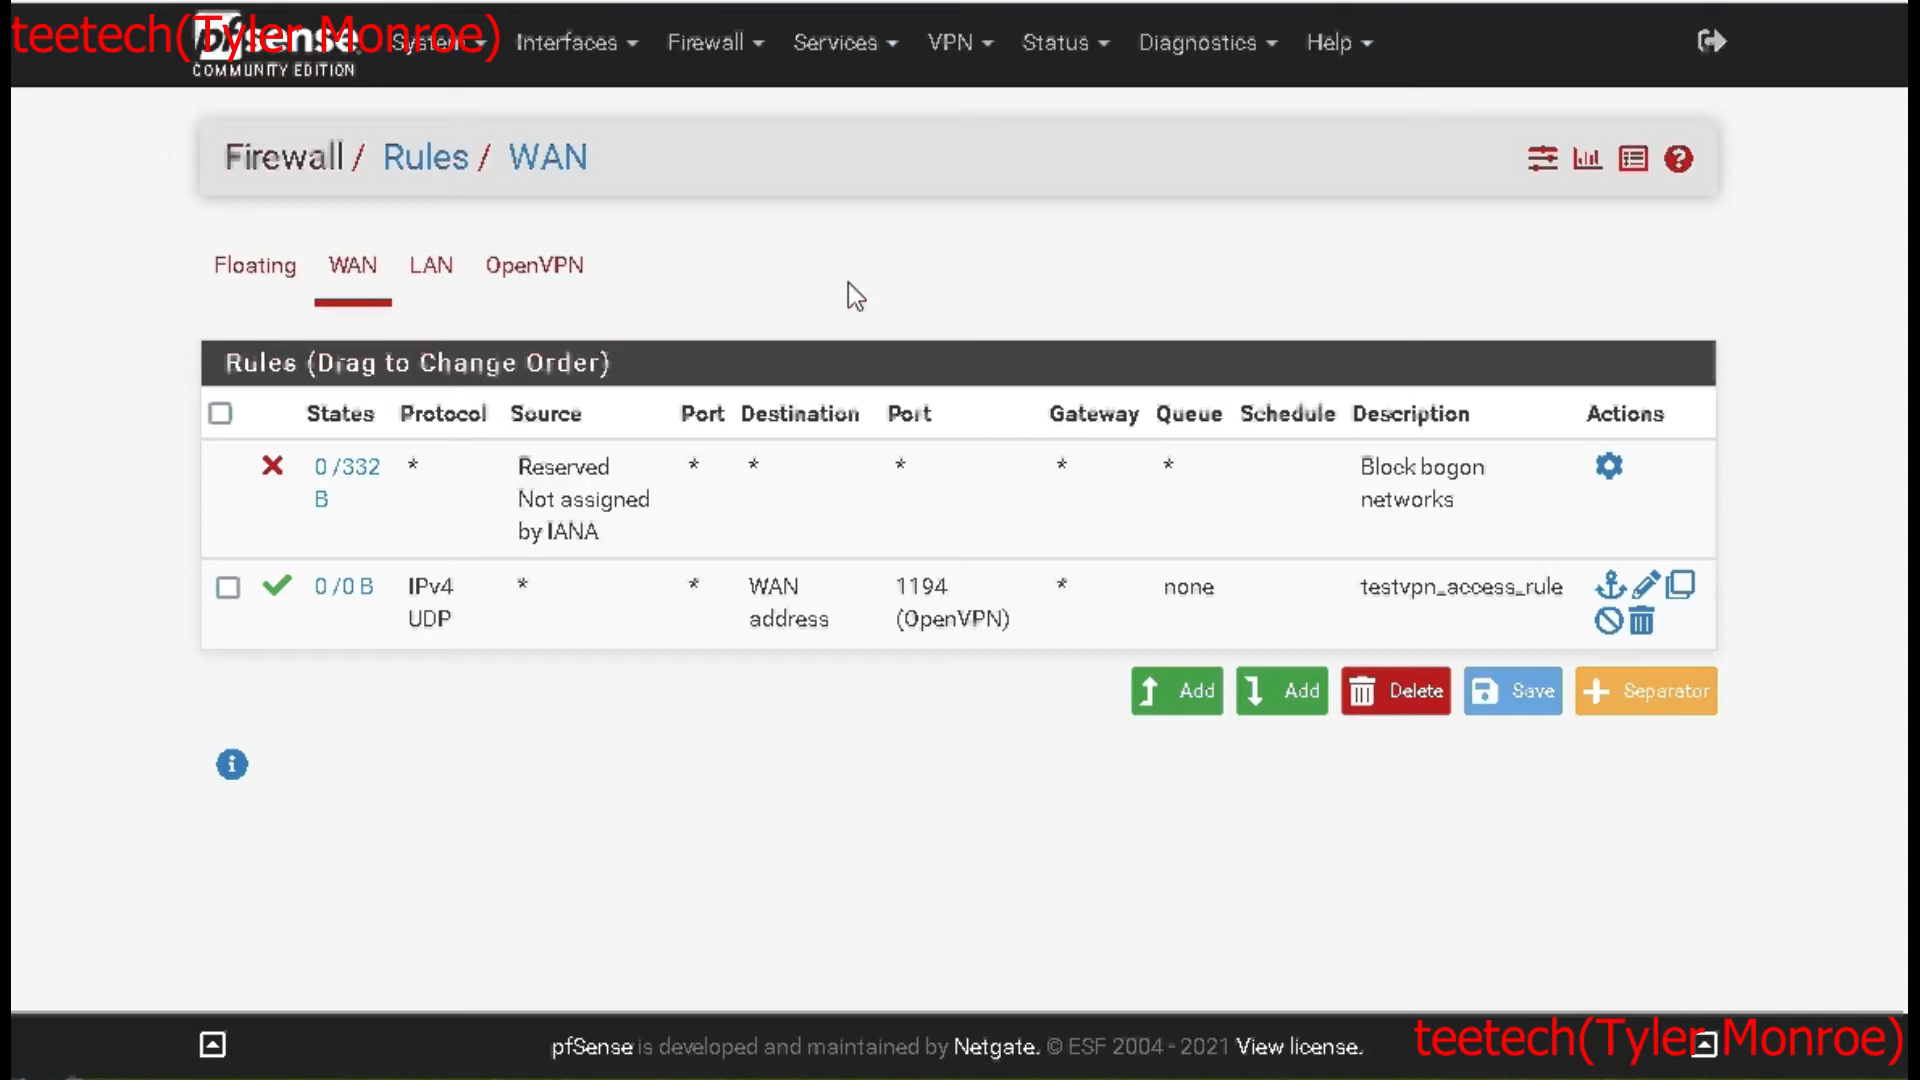 teetech(Tyler Monroe)
pfsense
COMMUNITY EDITION
System Interfaces Firewall Services VPN Status Diagnostics Help
Firewall / Rules / WAN
Floating WAN LAN OpenVPN
Rules (Drag to Change Order)
States Protocol Source Port Destination Port Gateway Queue Schedule Description Actions
0 /332 * Reserved * * * * * Block bogon
B Not assigned networks
by IANA
0 /0 B IPv4 * * WAN 1194 * none testvpn_access_rule
UDP address (OpenVPN)
Add Add Delete Save Separator
pfSense is developed and maintained by Netgate. © ESF 2004 - 2021 View license.
teetech(Tyler Monroe)